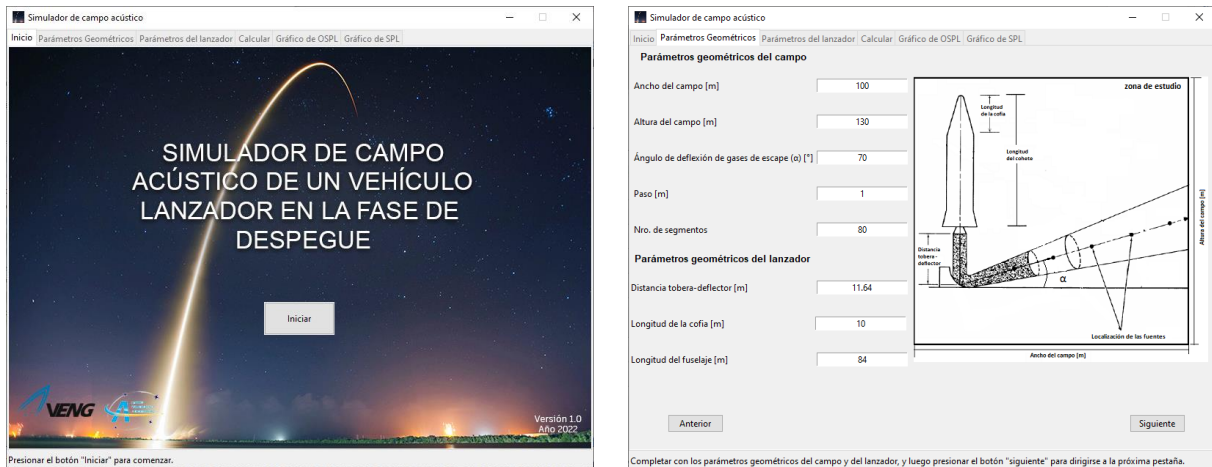 Simulador de campo acústico
Inicio Parámetros Geométricos Parámetros del lanzador Calcular Gráfico de OSPL Gráfico de SPL
SIMULADOR DE CAMPO
ACÚSTICO DE UN VEHÍCULO
LANZADOR EN LA FASE DE
DESPEGUE
Iniciar
VENG
Versión 1.0
Año 2022
Presionar el botón "Iniciar" para comenzar.
Simulador de campo acústico
Inicio Parámetros Geométricos Parámetros del lanzador Calcular Gráfico de OSPL Gráfico de SPL
Parámetros geométricos del campo
Ancho del campo [m] 100
Altura del campo [m] 130
Ángulo de deflexión de gases de escape (α) [°] 70
Paso [m] 1
Nro. de segmentos 80
Parámetros geométricos del lanzador
Distancia tobera-deflector [m] 11.64
Longitud de la cofia [m] 10
Longitud del fuselaje [m] 84
zona de estudio
Longitud
de la cofia
Longitud
del cohete
Distancia
tobera-
deflector
α
Localización de las fuentes
Altura del campo [m]
Ancho del campo [m]
Anterior
Siguiente
Completar con los parámetros geométricos del campo y del lanzador, y luego presionar el botón "siguiente" para dirigirse a la próxima pestaña.